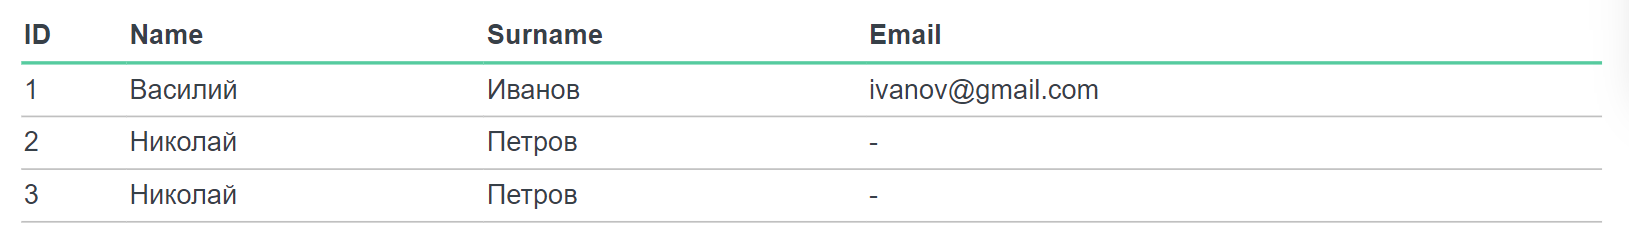 ID Name Surname Email
1 Василий Иванов ivanov@gmail.com
2 Николай Петров -
3 Николай Петров -